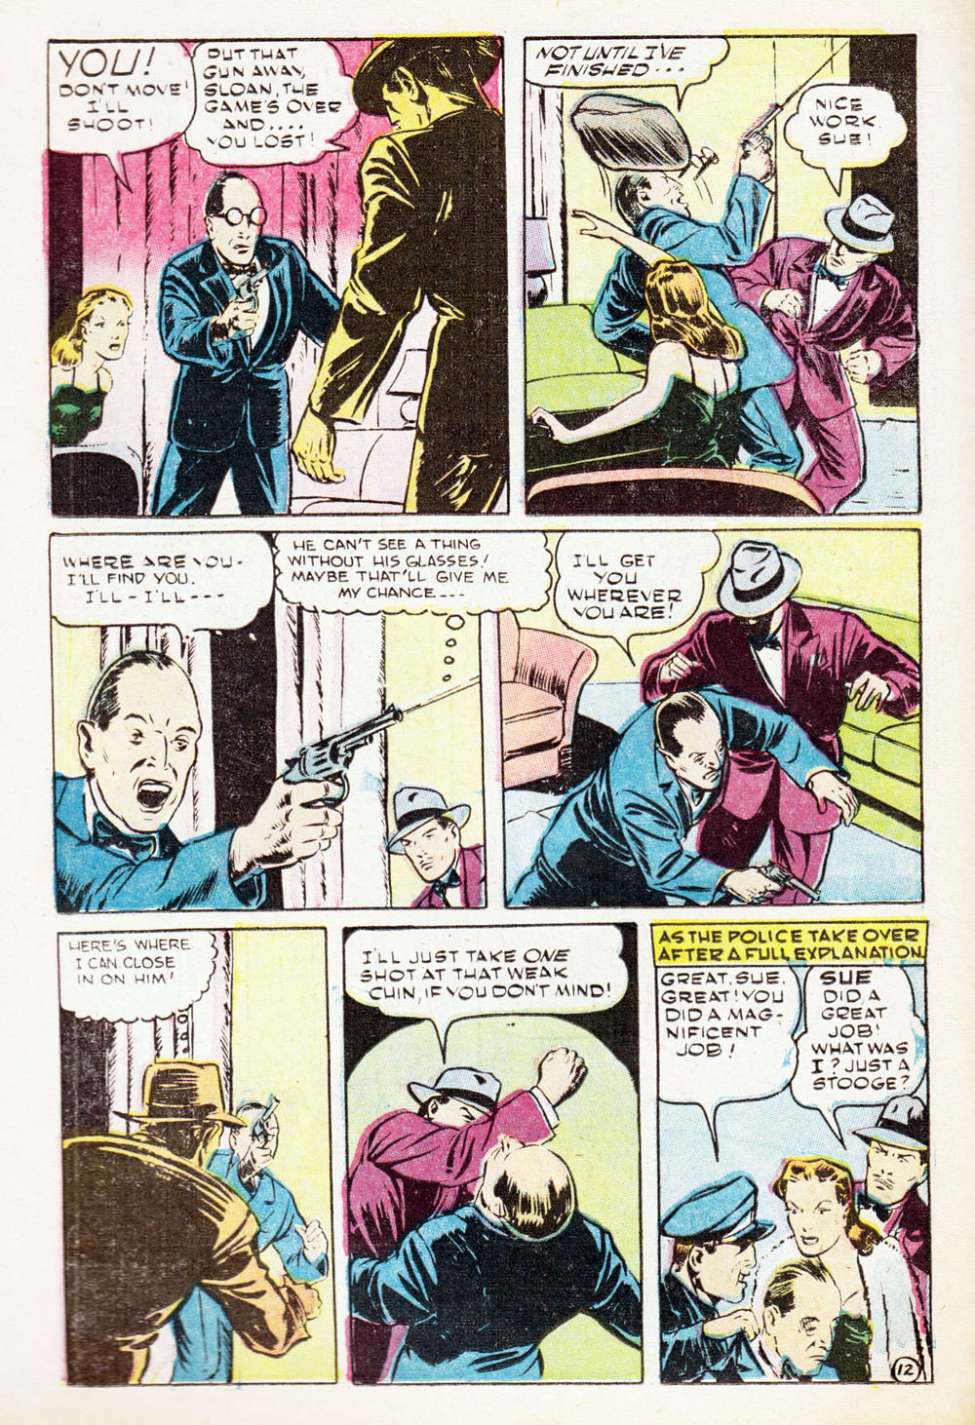 YOU!
DON'T MOVE!
I'LL
SHOOT!
PUT THAT
GUN AWAY,
SLOAN, THE
GAME'S OVER
AND....
YOU LOST!
NOT UNTIL I'VE
FINISHED...
NICE
WORK,
SUE!
WHERE ARE YOU-
I'LL FIND YOU.
I'LL-I'LL---
HE CAN'T SEE A THING
WITHOUT HIS GLASSES!
MAYBE THAT'LL GIVE ME
MY CHANCE---
I'LL GET
YOU
WHEREVER
YOU ARE!
HERE'S WHERE
I CAN CLOSE
IN ON HIM!
I'LL JUST TAKE ONE
SHOT AT THAT WEAK
CHIN, IF YOU DON'T MIND!
AS THE POLICE TAKE OVER
AFTER A FULL EXPLANATION.
GREAT, SUE,
GREAT! YOU
DID A MAG-
NIFICENT
JOB!
SUE
DID A
GREAT
JOB!
WHAT WAS
I? JUST A
STOOGE?
12